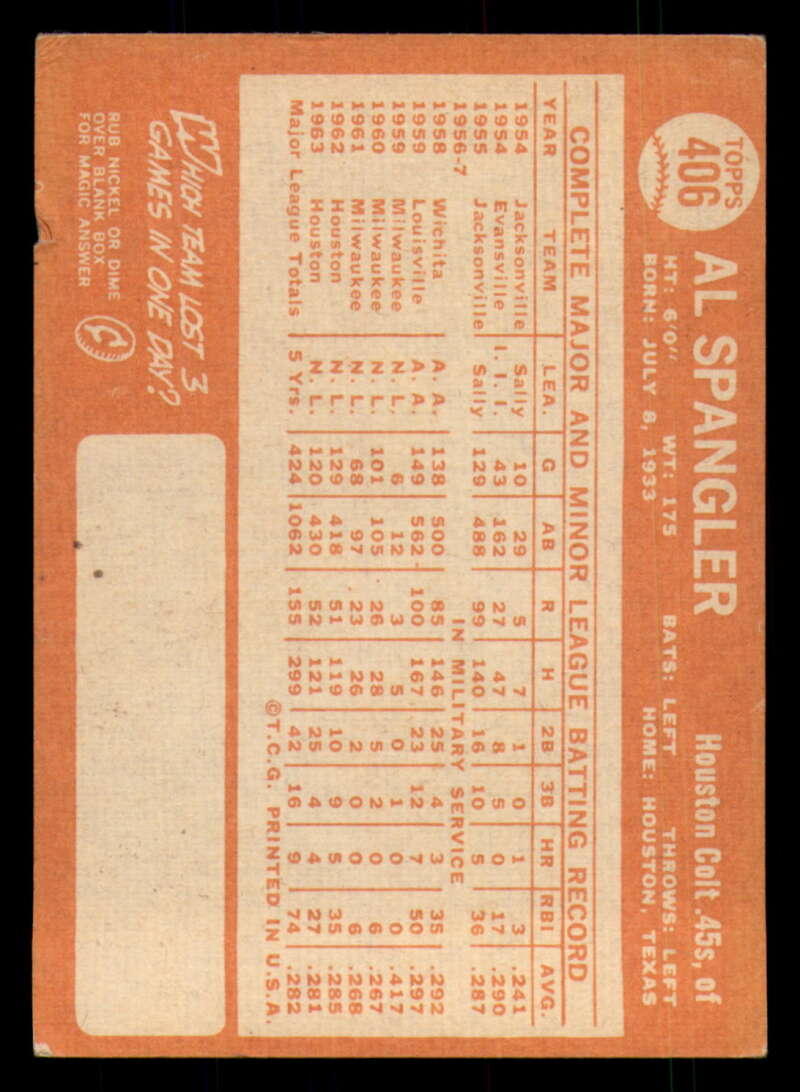 TOPPS
406
AL SPANGLER Houston Colt .45s, of
HT: 6'0" WT: 175 BATS: LEFT THROWS: LEFT
BORN: JULY 8, 1933 HOME: HOUSTON, TEXAS
COMPLETE MAJOR AND MINOR LEAGUE BATTING RECORD
YEAR TEAM LEA. G AB R H 2B 3B HR RBI AVG.
1954 Jacksonville Sally 10 29 5 7 1 0 1 3 .241
1954 Evansville I. I. I. 43 162 27 47 8 5 0 17 .290
1955 Jacksonville Sally 129 488 99 140 16 10 5 36 .287
1956-7 IN MILITARY SERVICE
1958 Wichita A. A. 138 500 85 146 25 4 3 35 .292
1959 Louisville A. A. 149 562 100 167 23 12 7 50 .297
1959 Milwaukee N. L. 6 12 3 5 0 1 0 0 .417
1960 Milwaukee N. L. 101 105 26 28 5 2 0 6 .267
1961 Milwaukee N. L. 68 97 23 26 2 0 0 6 .268
1962 Houston N. L. 129 418 51 119 10 9 5 35 .285
1963 Houston N. L. 120 430 52 121 25 4 4 27 .281
Major League Totals 5 Yrs. 424 1062 155 299 42 16 9 74 .282
©T.C.G. PRINTED IN U.S.A.
WHICH TEAM LOST 3
GAMES IN ONE DAY?
RUB NICKEL OR DIME
OVER BLANK BOX
FOR MAGIC ANSWER